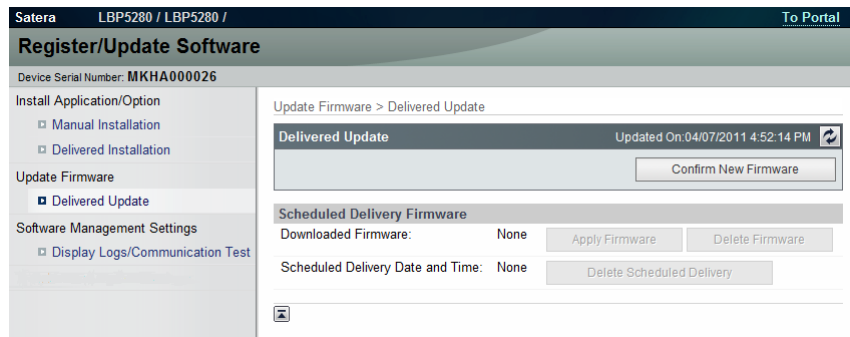 Satera LBP5280 / LBP5280 / To Portal
Register/Update Software
Device Serial Number: MKHA000026
Install Application/Option
Manual Installation
Delivered Installation
Update Firmware
Delivered Update
Software Management Settings
Display Logs/Communication Test
Update Firmware > Delivered Update
Delivered Update Updated On:04/07/2011 4:52:14 PM
Confirm New Firmware
Scheduled Delivery Firmware
Downloaded Firmware: None Apply Firmware Delete Firmware
Scheduled Delivery Date and Time: None Delete Scheduled Delivery